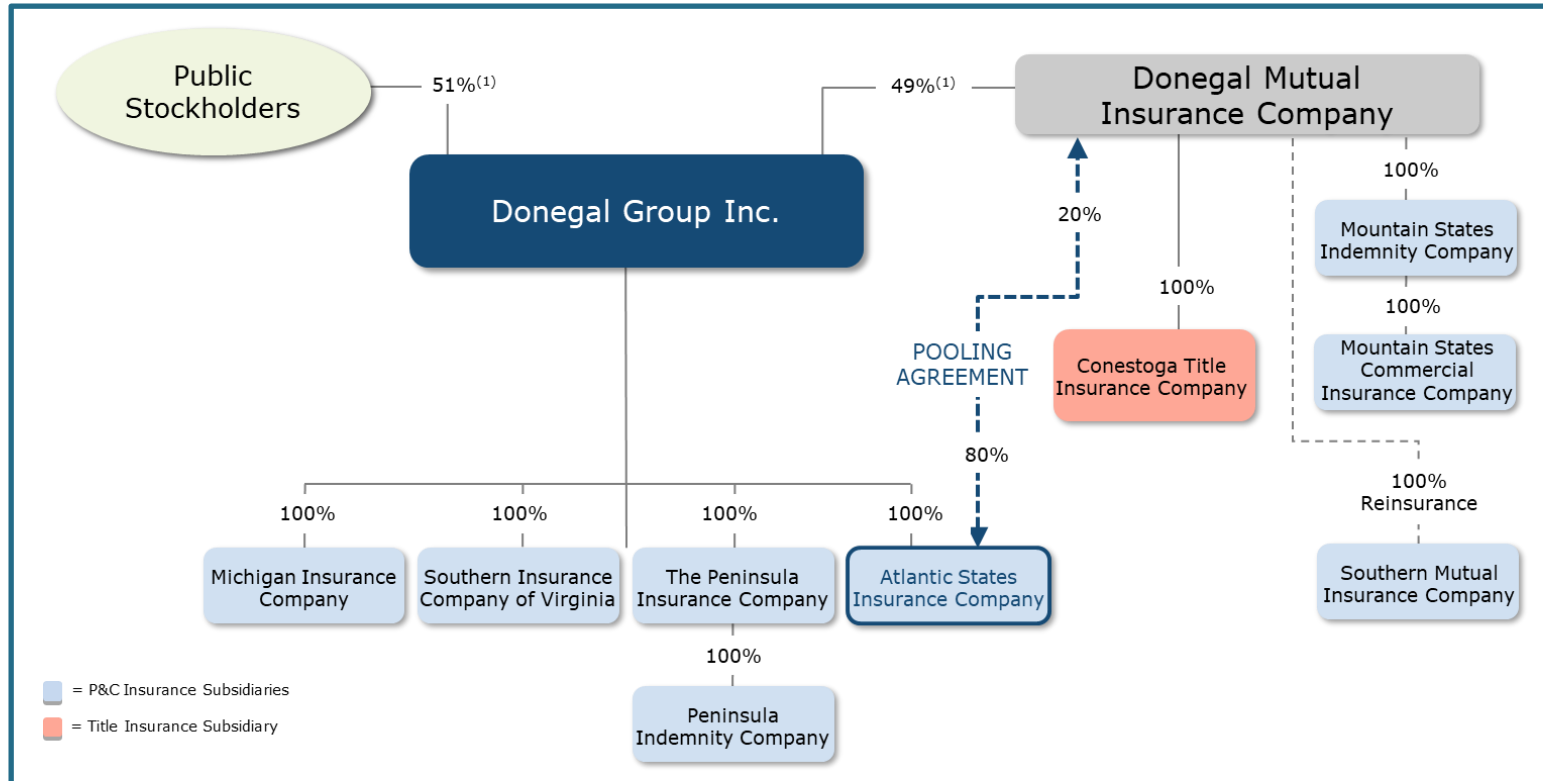 Public
Stockholders
51%(1)
49%(1)
Donegal Mutual
Insurance Company
Donegal Group Inc.
20%
100%
100%
Mountain States
Indemnity Company
100%
Mountain States
Commercial
Insurance Company
Conestoga Title
Insurance Company
POOLING
AGREEMENT
80%
100%
Reinsurance
Southern Mutual
Insurance Company
100%
100%
100%
100%
Michigan Insurance
Company
Southern Insurance
Company of Virginia
The Peninsula
Insurance Company
Atlantic States
Insurance Company
100%
Peninsula
Indemnity Company
= P&C Insurance Subsidiaries
= Title Insurance Subsidiary